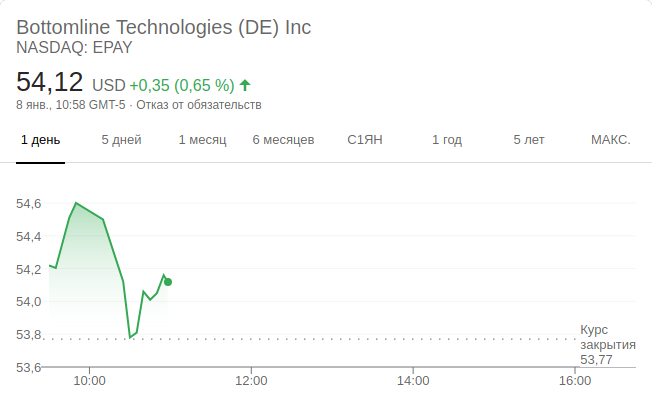 Bottomline Technologies (DE) Inc
NASDAQ: EPAY
54,12 USD +0,35 (0,65 %)
8 янв., 10:58 GMT-5 · Отказ от обязательств
1 день 5 дней 1 месяц 6 месяцев С1ЯН 1 год 5 лет МАКС.
54,6
54,4
54,2
54,0
53,8
53,6
Курс
закрытия
53,77
10:00 12:00 14:00 16:00